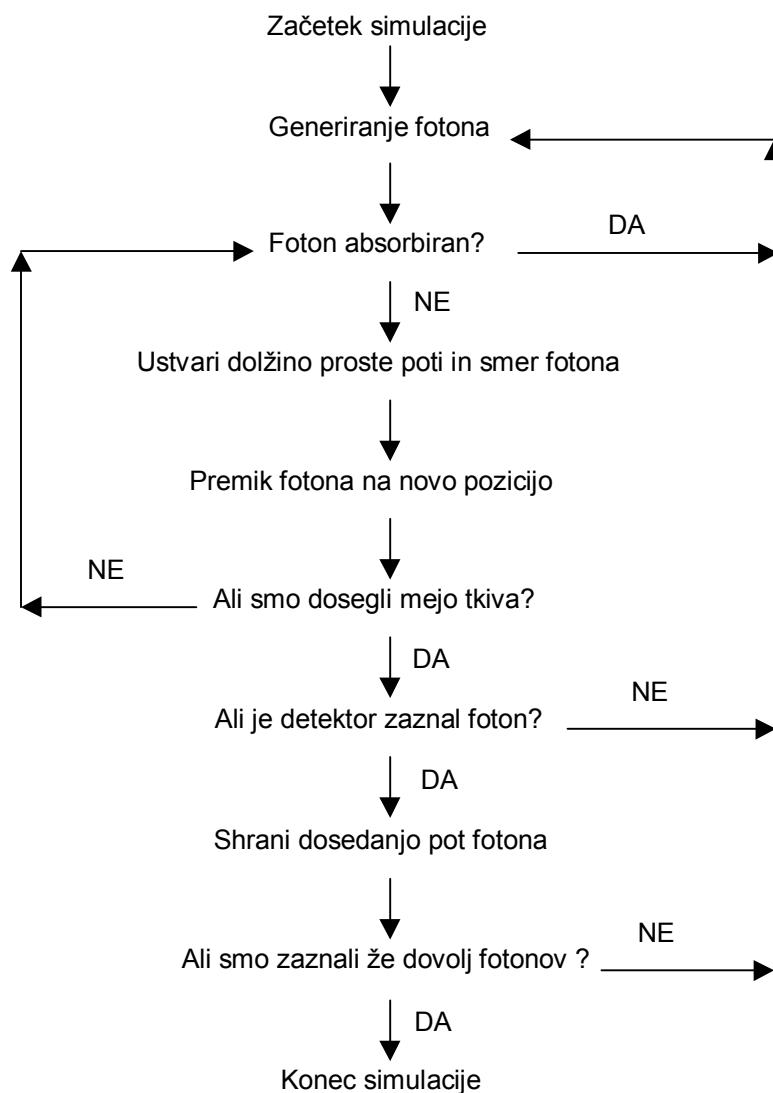 Začetek simulacije
Generiranje fotona
Foton absorbiran?
DA
NE
Ustvari dolžino proste poti in smer fotona
Premik fotona na novo pozicijo
NE
Ali smo dosegli mejo tkiva?
DA
NE
Ali je detektor zaznal foton?
DA
Shrani dosedanjo pot fotona
NE
Ali smo zaznali že dovolj fotonov ?
DA
Konec simulacije